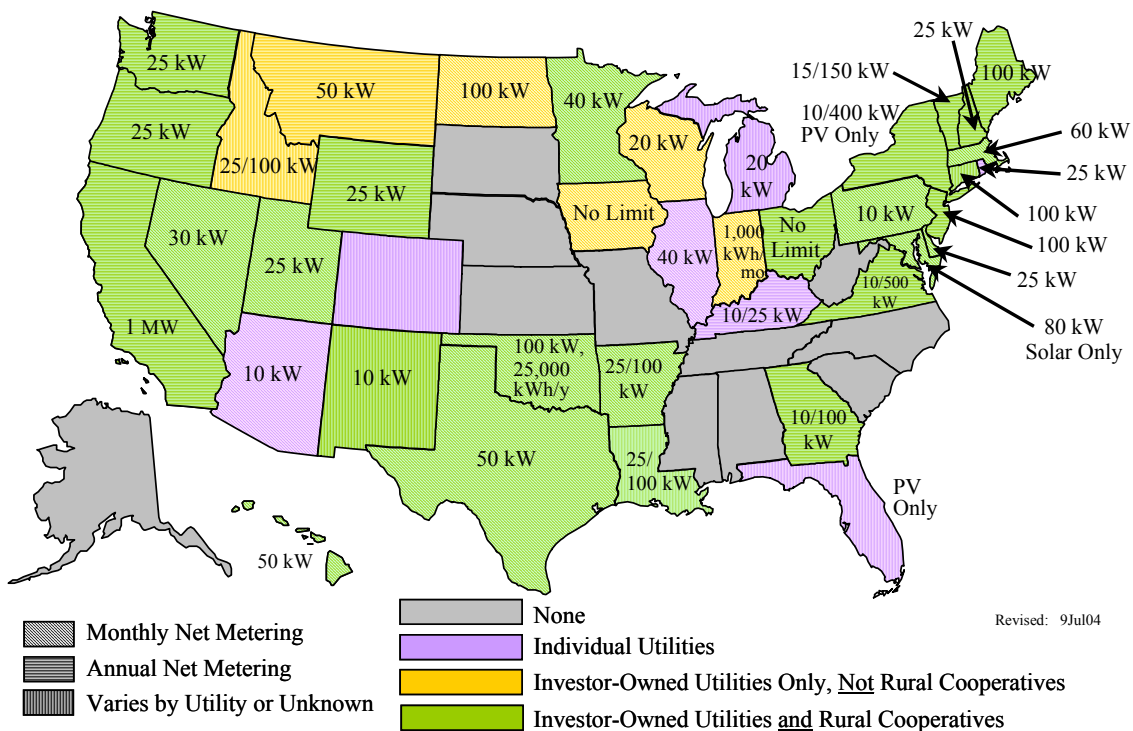 25 kW
15/150 kW
25 kW
50 kW
100 kW
40 kW
100 kW
10/400 kW
PV Only
60 kW
25 kW
25/100 kW
20 kW
20
kW
25 kW
25 kW
No Limit
10 kW
100 kW
30 kW
25 kW
40 kW
1,000
kWh/
mo
No
Limit
100 kW
25 kW
10/500
kW
10/25 kW
80 kW
Solar Only
1 MW
10 kW
10 kW
100 kW,
25,000
kWh/y
25/100
kW
10/100
kW
50 kW
25/
100 kW
PV
Only
50 kW
Monthly Net Metering
Annual Net Metering
Varies by Utility or Unknown
None
Individual Utilities
Investor-Owned Utilities Only, Not Rural Cooperatives
Investor-Owned Utilities and Rural Cooperatives
Revised: 9Jul04